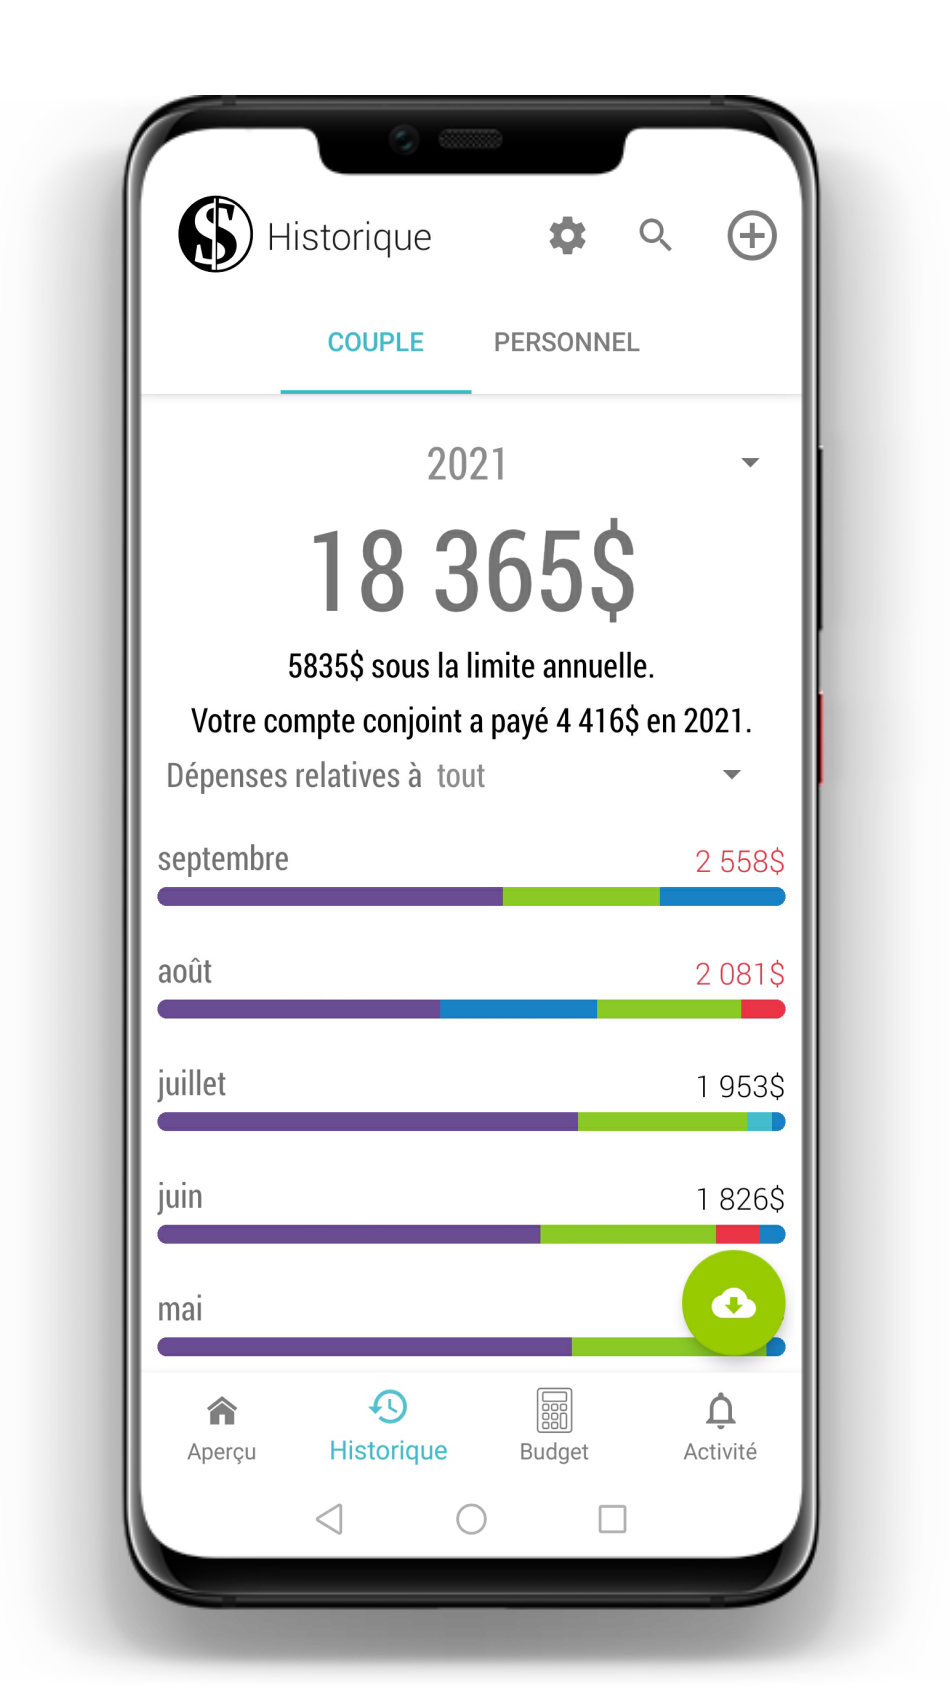 Historique
COUPLE PERSONNEL
2021
18 365$
5835$ sous la limite annuelle.
Votre compte conjoint a payé 4 416$ en 2021.
Dépenses relatives à tout
septembre 2 558$
août 2 081$
juillet 1 953$
juin 1 826$
mai
Aperçu Historique Budget Activité